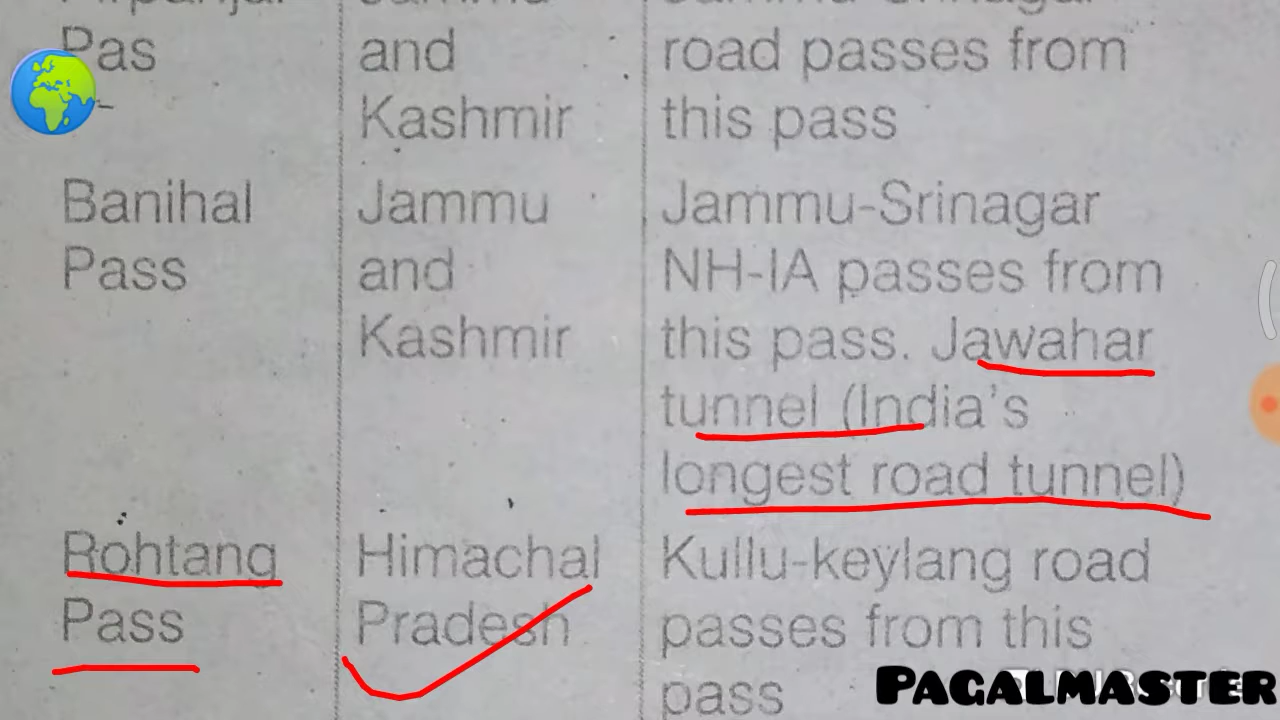 Pas
and
Kashmir
road passes from
this pass
Banihal
Pass
Jammu
and
Kashmir
Jammu-Srinagar
NH-IA passes from
this pass. Jawahar
tunnel (India's
longest road tunnel)
Rohtang
Pass
Himachal
Pradesh
Kullu-keylang road
passes from this
pass
PAGALMASTER